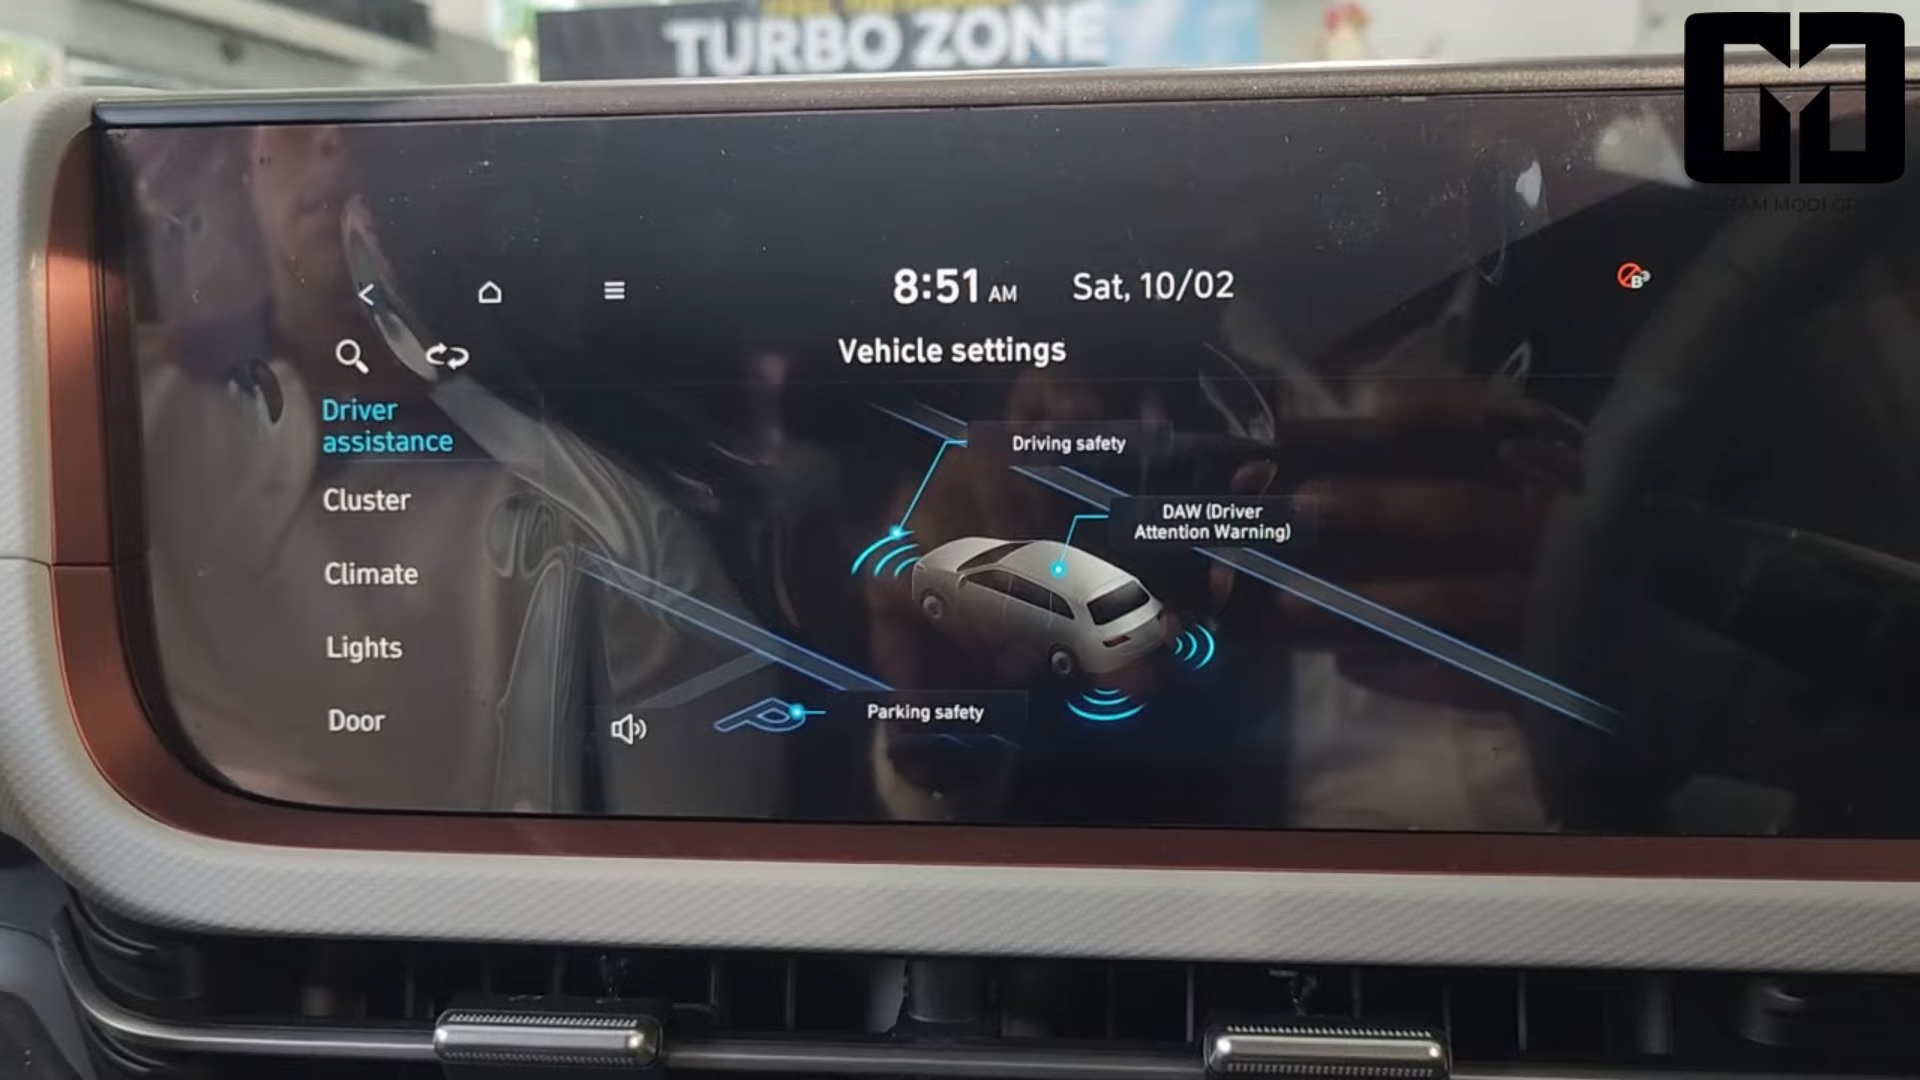 TURBO ZONE
8:51 AM Sat, 10/02
Vehicle settings
Driver
assistance
Cluster
Climate
Lights
Door
Driving safety
DAW (Driver
Attention Warning)
Parking safety